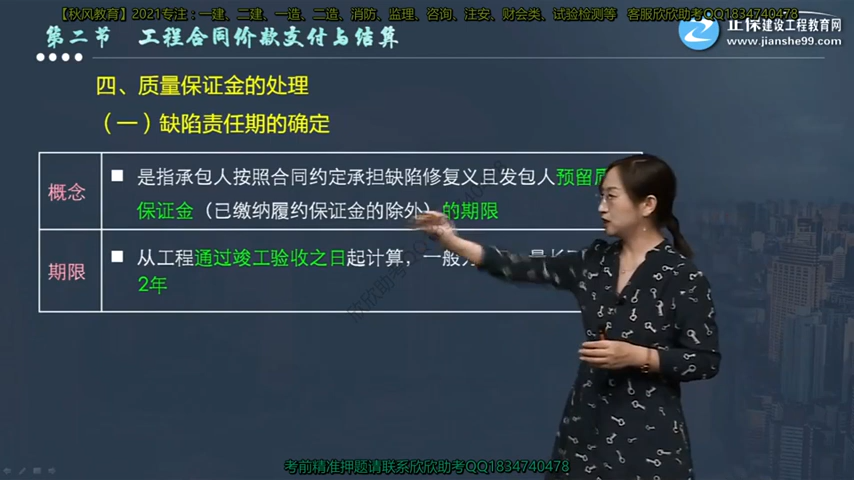 【秋风教育】2021专注：一建、二建、一造、二造、消防、监理、咨询、注安、财会类、试验检测等 客服欣欣助考QQ1834740478
第二节 工程合同价款交付与结算
正保建设工程教育网
www.jianshe99.com
四、质量保证金的处理
（一）缺陷责任期的确定
概念
■ 是指承包人按照合同约定承担缺陷修复义且发包人预留
保证金（已缴纳履约保证金的除外）的期限
期限
■ 从工程通过竣工验收之日起计算，一般
2年
考前精准押题请联系欣欣助考QQ1834740478